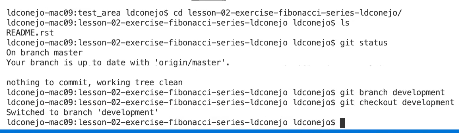 ldconejo-mac09:test_area ldconejo$ cd lesson-02-exercise-fibonacci-series-ldconejo/
ldconejo-mac09:lesson-02-exercise-fibonacci-series-ldconejo ldconejo$ ls
README.rst
ldconejo-mac09:lesson-02-exercise-fibonacci-series-ldconejo ldconejo$ git status
On branch master
Your branch is up to date with 'origin/master'.
nothing to commit, working tree clean
ldconejo-mac09:lesson-02-exercise-fibonacci-series-ldconejo ldconejo$ git branch development
ldconejo-mac09:lesson-02-exercise-fibonacci-series-ldconejo ldconejo$ git checkout development
Switched to branch 'development'
ldconejo-mac09:lesson-02-exercise-fibonacci-series-ldconejo ldconejo$